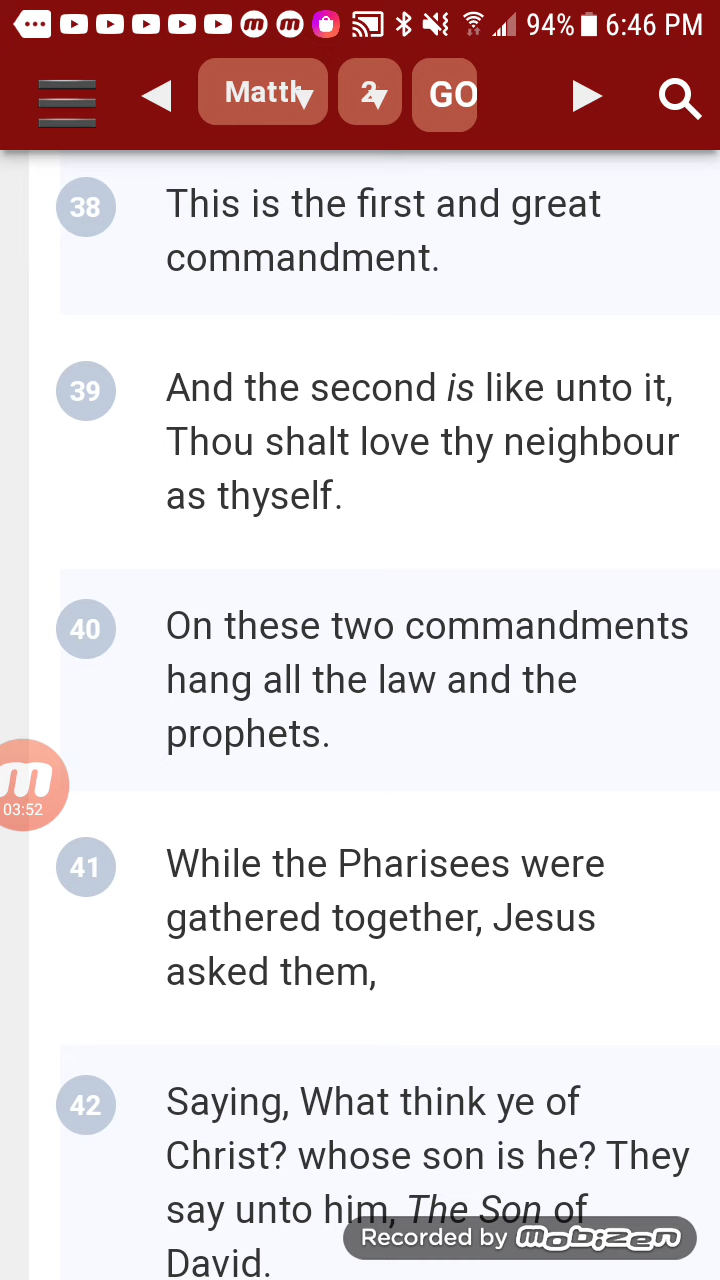 94% 6:46 PM
Matth 2 GO
38 This is the first and great
commandment.
39 And the second is like unto it,
Thou shalt love thy neighbour
as thyself.
40 On these two commandments
hang all the law and the
prophets.
03:52
41 While the Pharisees were
gathered together, Jesus
asked them,
42 Saying, What think ye of
Christ? whose son is he? They
say unto him, The Son of
Recorded by mobizen
David.